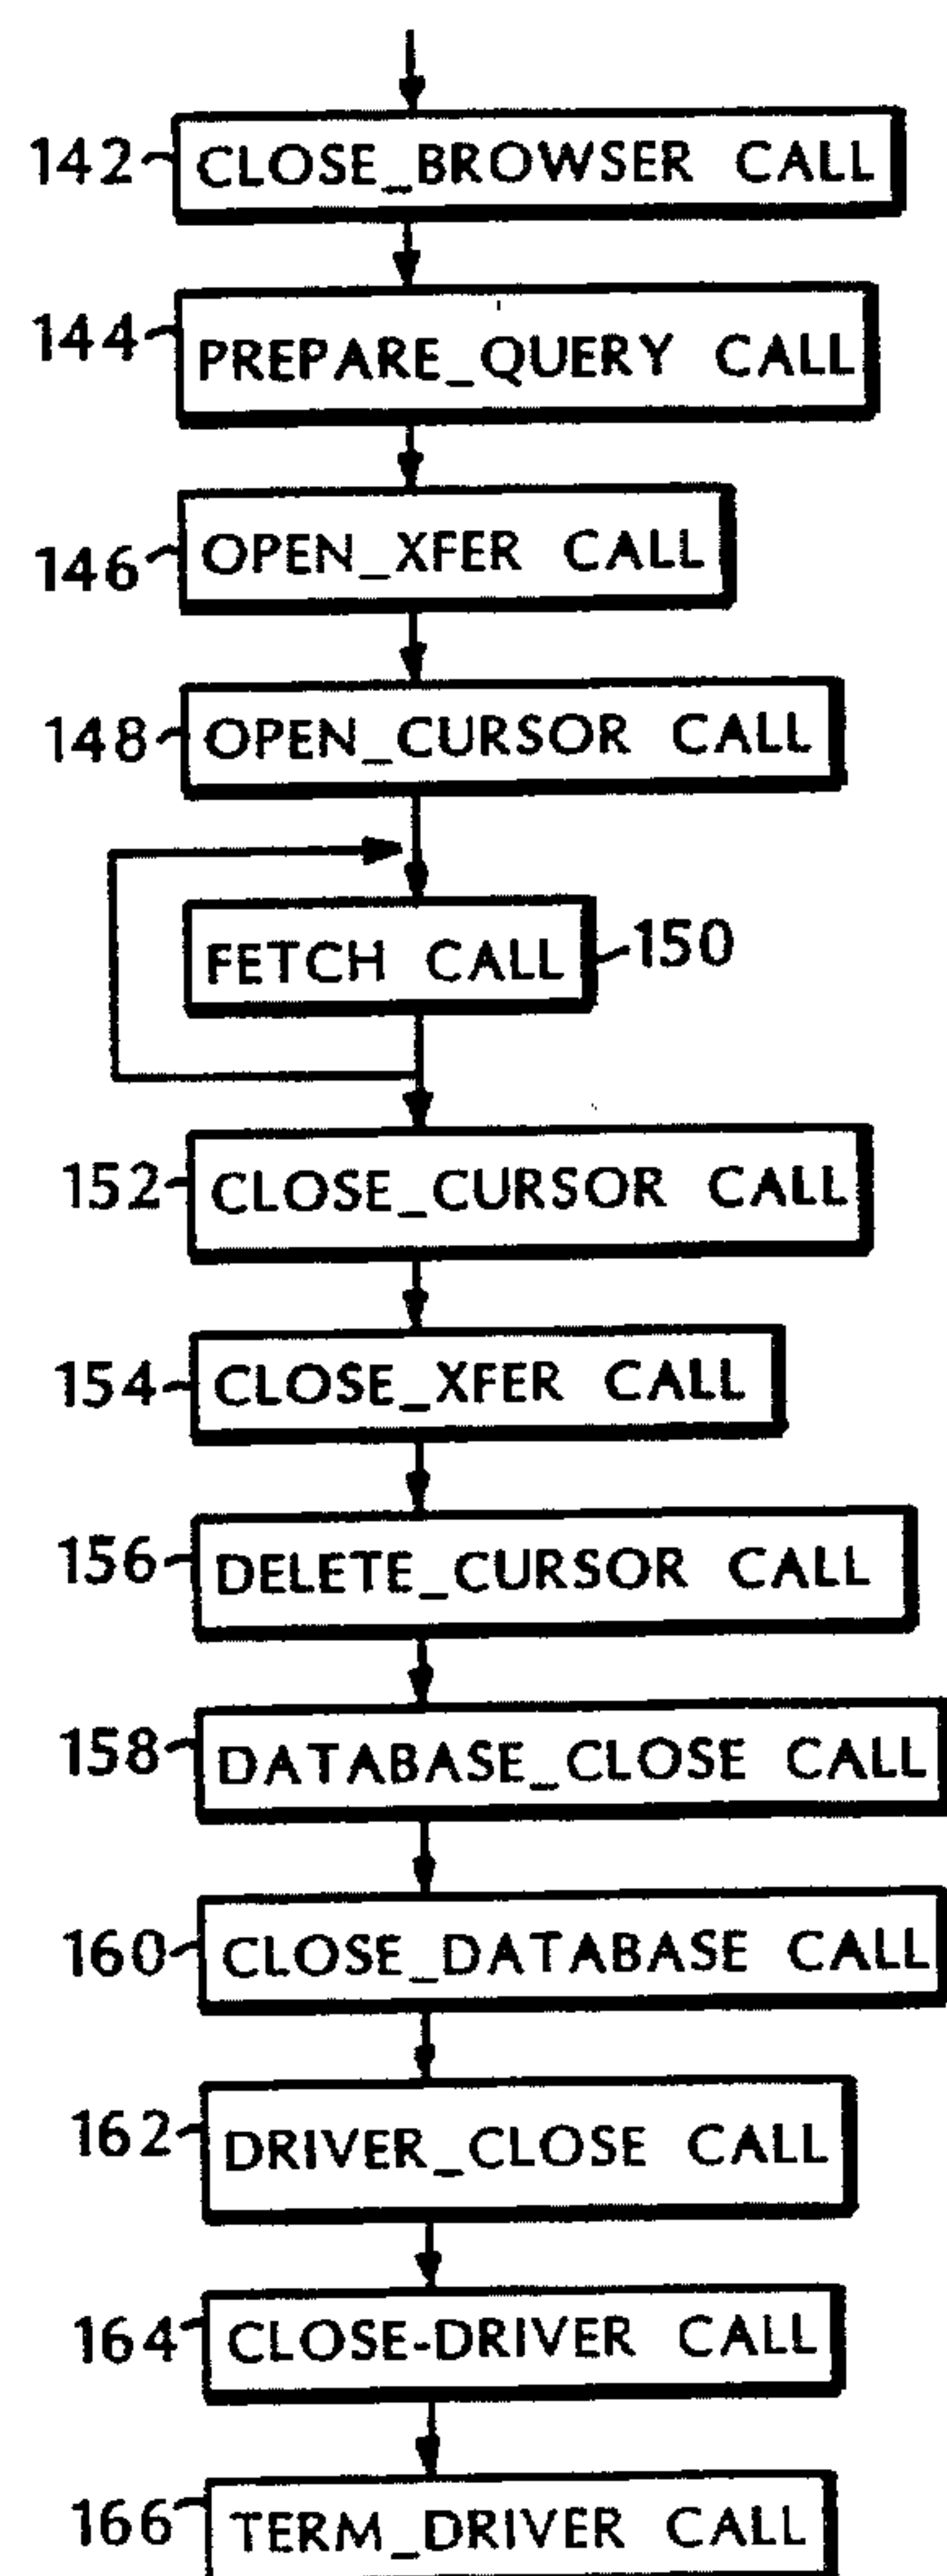 142 CLOSE_BROWSER CALL
144 PREPARE_QUERY CALL
146 OPEN_XFER CALL
148 OPEN_CURSOR CALL
FETCH CALL 150
152 CLOSE_CURSOR CALL
154 CLOSE_XFER CALL
156 DELETE_CURSOR CALL
158 DATABASE_CLOSE CALL
160 CLOSE_DATABASE CALL
162 DRIVER_CLOSE CALL
164 CLOSE-DRIVER CALL
166 TERM_DRIVER CALL